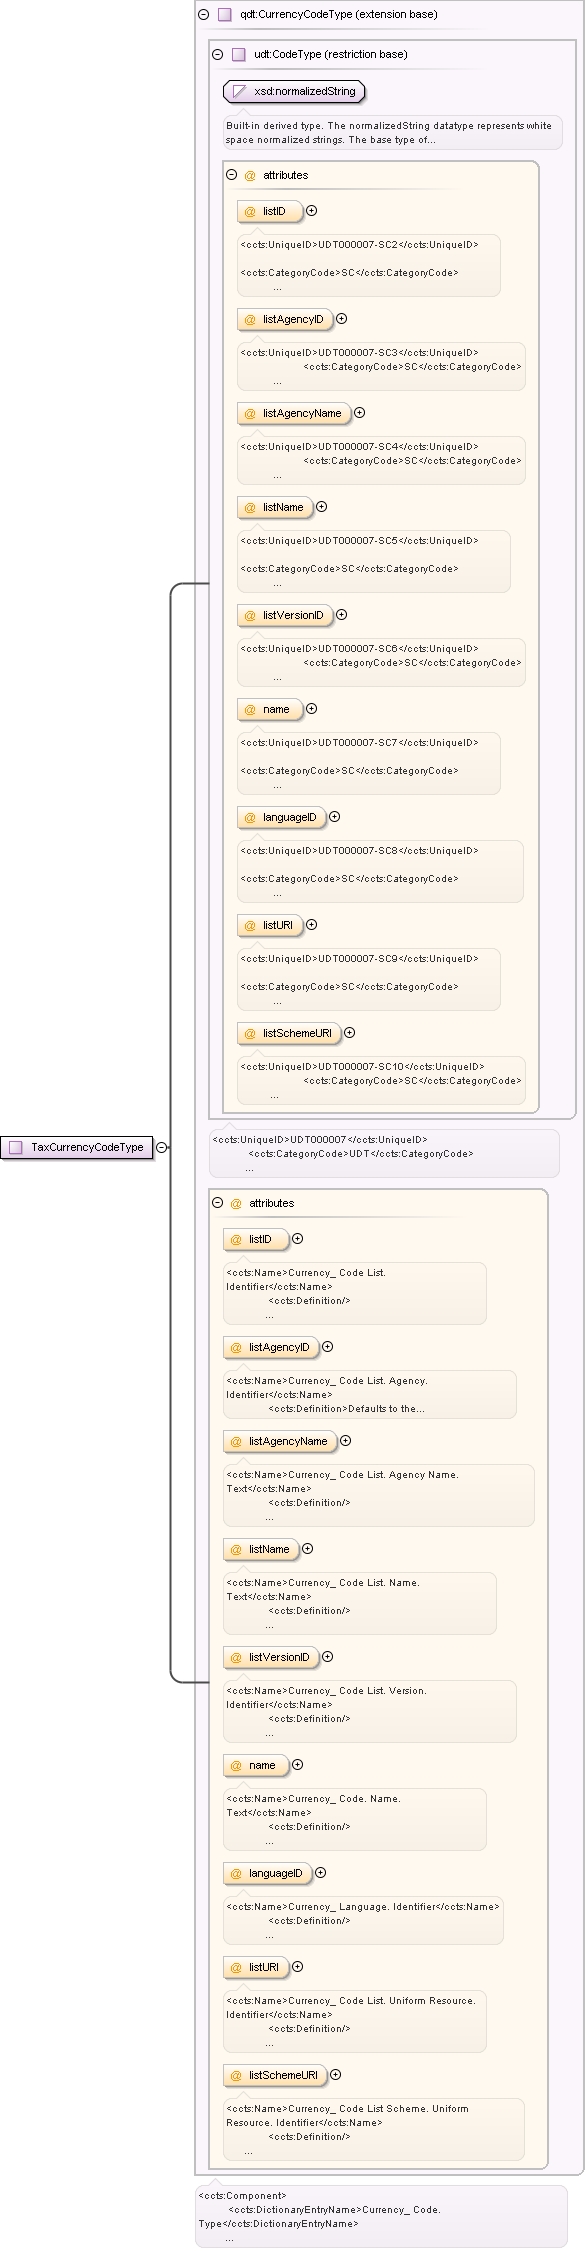 qdt:CurrencyCodeType (extension base)
udt:CodeType (restriction base)
xsd:normalizedString
Built-in derived type. The normalizedString datatype represents white
space normalized strings. The base type of...
@ attributes
@ listID
<ccts:UniqueID>UDT000007-SC2</ccts:UniqueID>
<ccts:CategoryCode>SC</ccts:CategoryCode>
...
@ listAgencyID
<ccts:UniqueID>UDT000007-SC3</ccts:UniqueID>
<ccts:CategoryCode>SC</ccts:CategoryCode>
...
@ listAgencyName
<ccts:UniqueID>UDT000007-SC4</ccts:UniqueID>
<ccts:CategoryCode>SC</ccts:CategoryCode>
...
@ listName
<ccts:UniqueID>UDT000007-SC5</ccts:UniqueID>
<ccts:CategoryCode>SC</ccts:CategoryCode>
...
@ listVersionID
<ccts:UniqueID>UDT000007-SC6</ccts:UniqueID>
<ccts:CategoryCode>SC</ccts:CategoryCode>
...
@ name
<ccts:UniqueID>UDT000007-SC7</ccts:UniqueID>
<ccts:CategoryCode>SC</ccts:CategoryCode>
...
@ languageID
<ccts:UniqueID>UDT000007-SC8</ccts:UniqueID>
<ccts:CategoryCode>SC</ccts:CategoryCode>
...
@ listURI
<ccts:UniqueID>UDT000007-SC9</ccts:UniqueID>
<ccts:CategoryCode>SC</ccts:CategoryCode>
...
@ listSchemeURI
<ccts:UniqueID>UDT000007-SC10</ccts:UniqueID>
<ccts:CategoryCode>SC</ccts:CategoryCode>
...
TaxCurrencyCodeType
<ccts:UniqueID>UDT000007</ccts:UniqueID>
<ccts:CategoryCode>UDT</ccts:CategoryCode>
...
@ attributes
@ listID
<ccts:Name>Currency_ Code List.
Identifier</ccts:Name>
<ccts:Definition/>
...
@ listAgencyID
<ccts:Name>Currency_ Code List. Agency.
Identifier</ccts:Name>
<ccts:Definition>Defaults to the...
@ listAgencyName
<ccts:Name>Currency_ Code List. Agency Name.
Text</ccts:Name>
<ccts:Definition/>
...
@ listName
<ccts:Name>Currency_ Code List. Name.
Text</ccts:Name>
<ccts:Definition/>
...
@ listVersionID
<ccts:Name>Currency_ Code List. Version.
Identifier</ccts:Name>
<ccts:Definition/>
...
@ name
<ccts:Name>Currency_ Code. Name.
Text</ccts:Name>
<ccts:Definition/>
...
@ languageID
<ccts:Name>Currency_ Language. Identifier</ccts:Name>
<ccts:Definition/>
...
@ listURI
<ccts:Name>Currency_ Code List. Uniform Resource.
Identifier</ccts:Name>
<ccts:Definition/>
...
@ listSchemeURI
<ccts:Name>Currency_ Code List Scheme. Uniform
Resource. Identifier</ccts:Name>
<ccts:Definition/>
...
<ccts:Component>
<ccts:DictionaryEntryName>Currency_ Code.
Type</ccts:DictionaryEntryName>
...